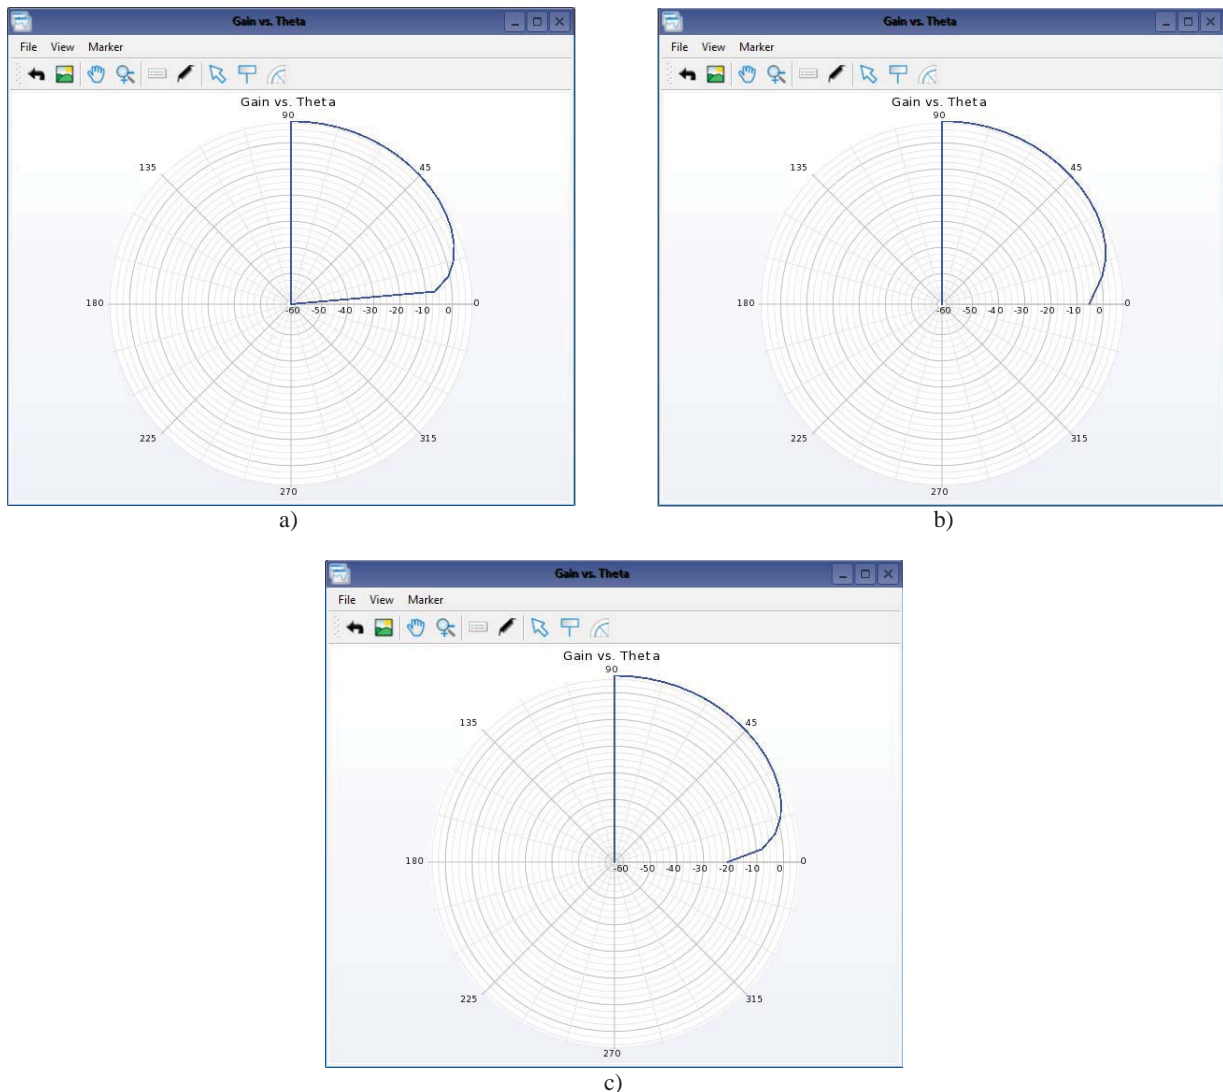 Gain vs. Theta
File View Marker
Gain vs. Theta
90
135 45
180 0
-60 -50 -40 -30 -20 -10 0
225 315
270
a)
Gain vs. Theta
File View Marker
Gain vs. Theta
90
135 45
180 0
-60 -50 -40 -30 -20 -10 0
225 315
270
b)
Gain vs. Theta
File View Marker
Gain vs. Theta
90
135 45
180 0
-60 -50 -40 -30 -20 -10 0
225 315
270
c)